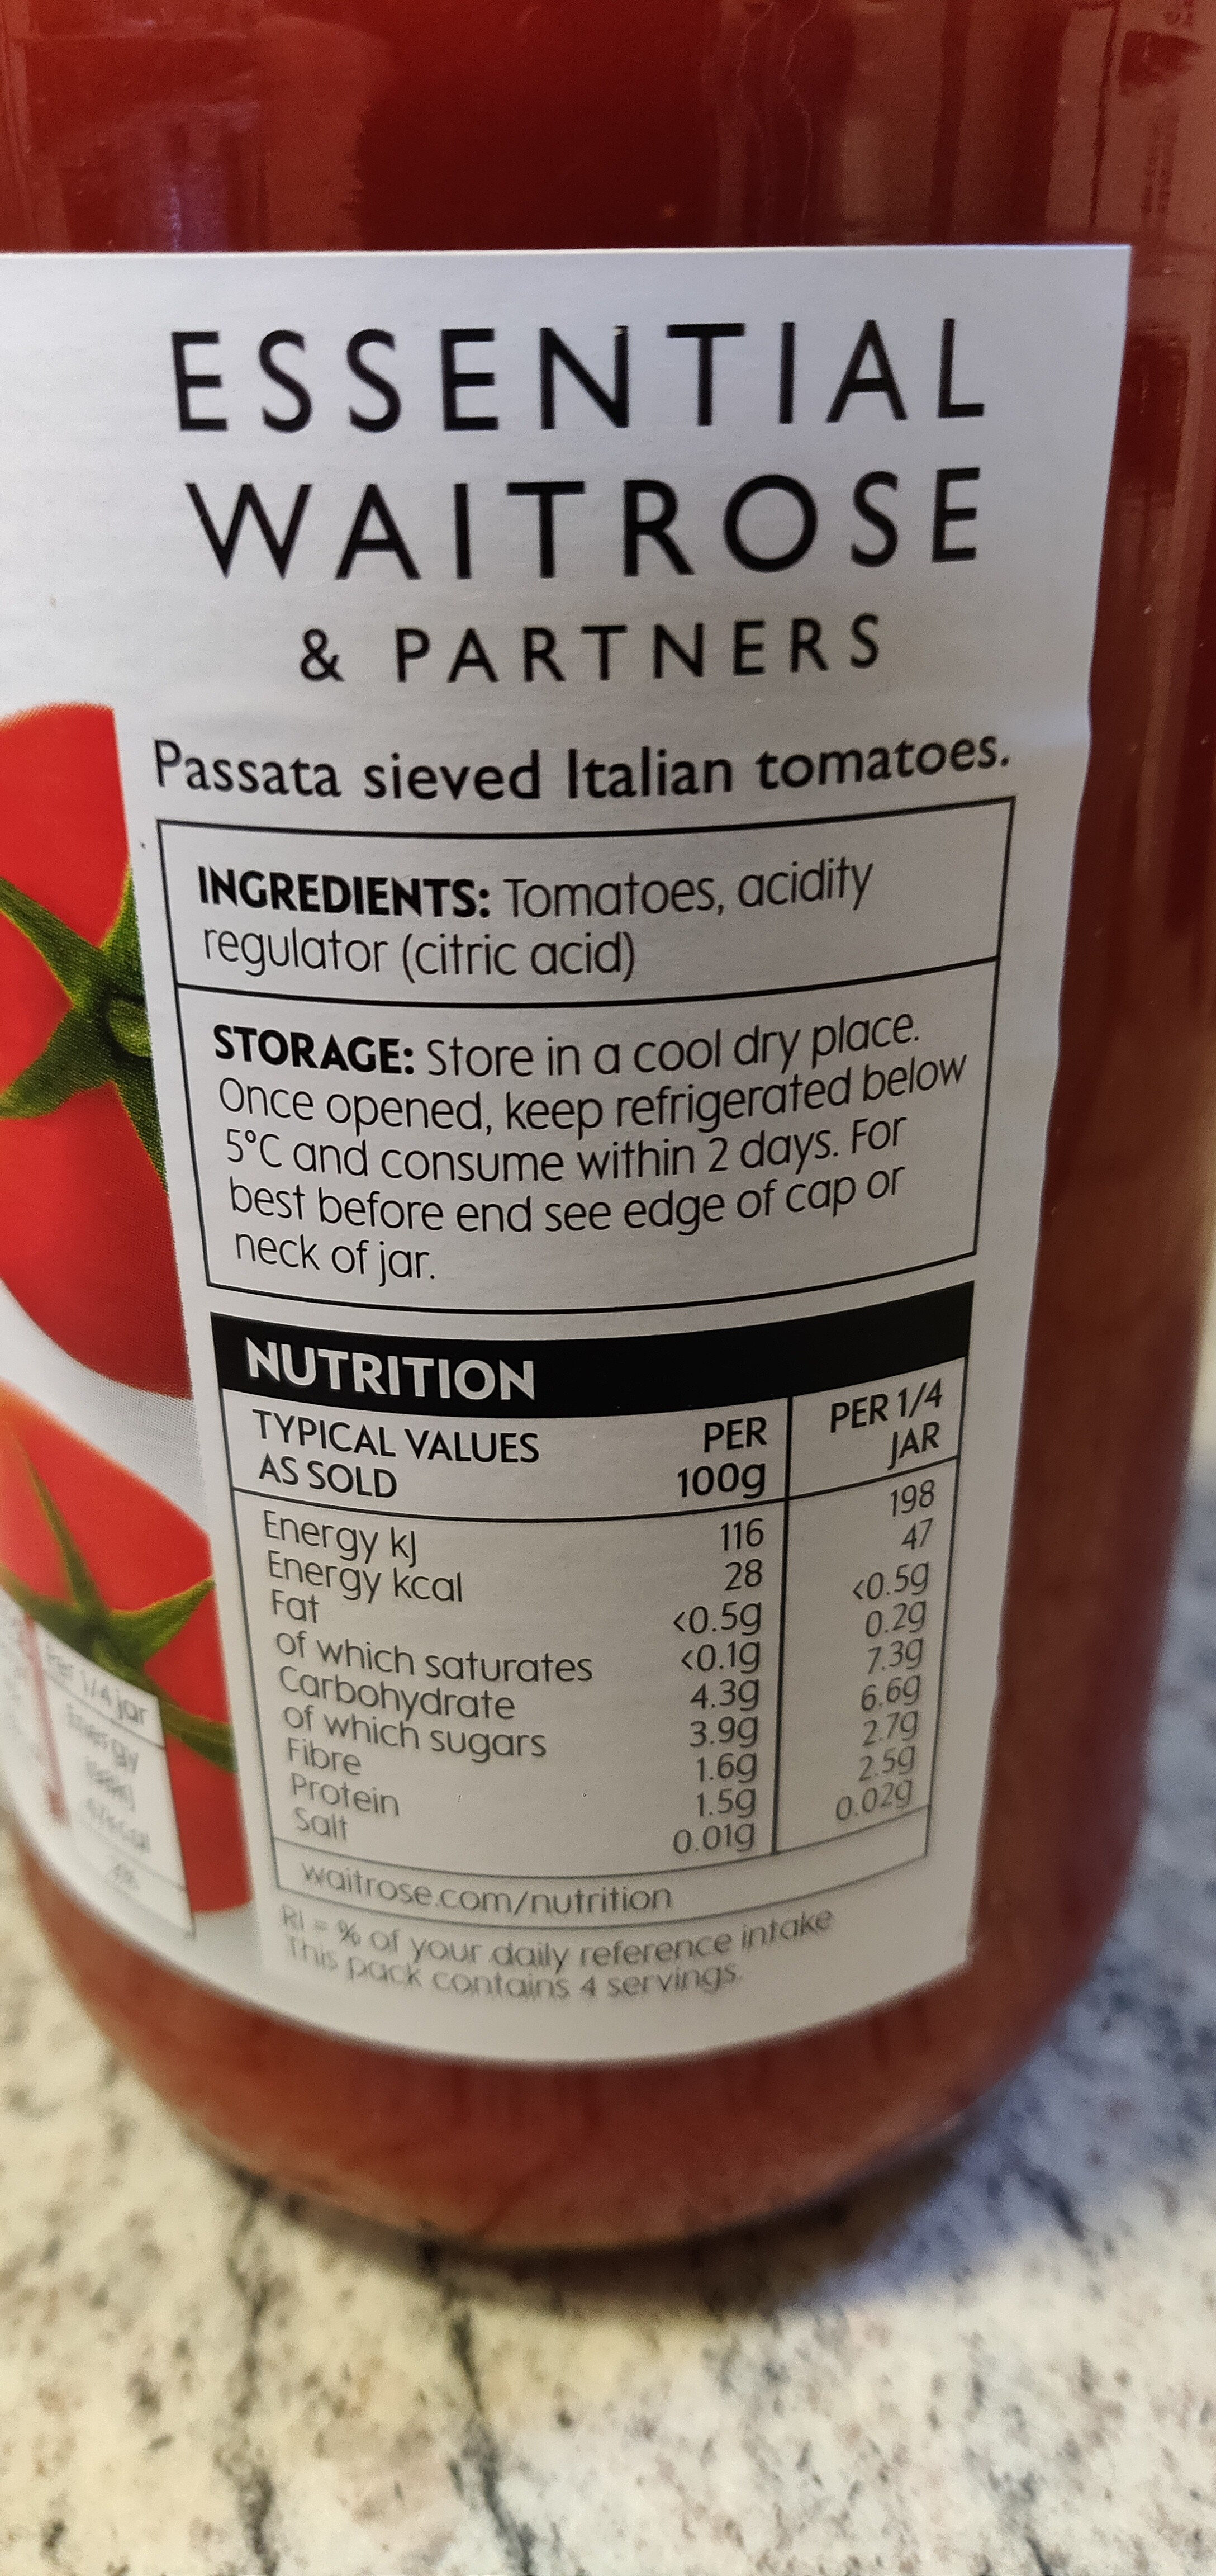 ESSENTIAL
WAITROSE
& PARTNERS
Passata sieved Italian tomatoes.
INGREDIENTS: Tomatoes, acidity
regulator (citric acid)
STORAGE: Store in a cool dry place.
Once opened, keep refrigerated below
5°C and consume within 2 days. For
best before end see edge of cap or
neck of jar.
NUTRITION
TYPICAL VALUES AS SOLD PER 100g PER 1/4 JAR
Energy kJ 116 198
Energy kcal 28 47
Fat <0.5g <0.5g
of which saturates <0.1g 0.2g
Carbohydrate 4.3g 7.3g
of which sugars 3.9g 6.6g
Fibre 1.6g 2.7g
Protein 1.5g 2.5g
Salt 0.01g 0.02g
waitrose.com/nutrition
RI = % of your daily reference intake
This pack contains 4 servings.
Per 1/4 jar
Energy